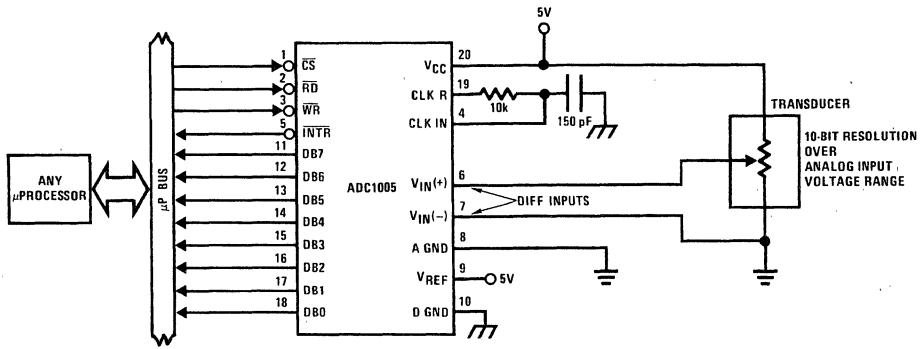 5V
1 CS
2 RD
3 WR
5 INTR
11 DB7
12 DB6
13 DB5
14 DB4
15 DB3
16 DB2
17 DB1
18 DB0
ANY
μPROCESSOR
μP BUS
ADC1005
VCC 20
CLK R 19
CLK IN 4
VIN(+) 6
VIN(−) 7
A GND 8
VREF 9
D GND 10
10k
150 pF
DIFF INPUTS
5V
TRANSDUCER
10-BIT RESOLUTION
OVER
ANALOG INPUT
VOLTAGE RANGE